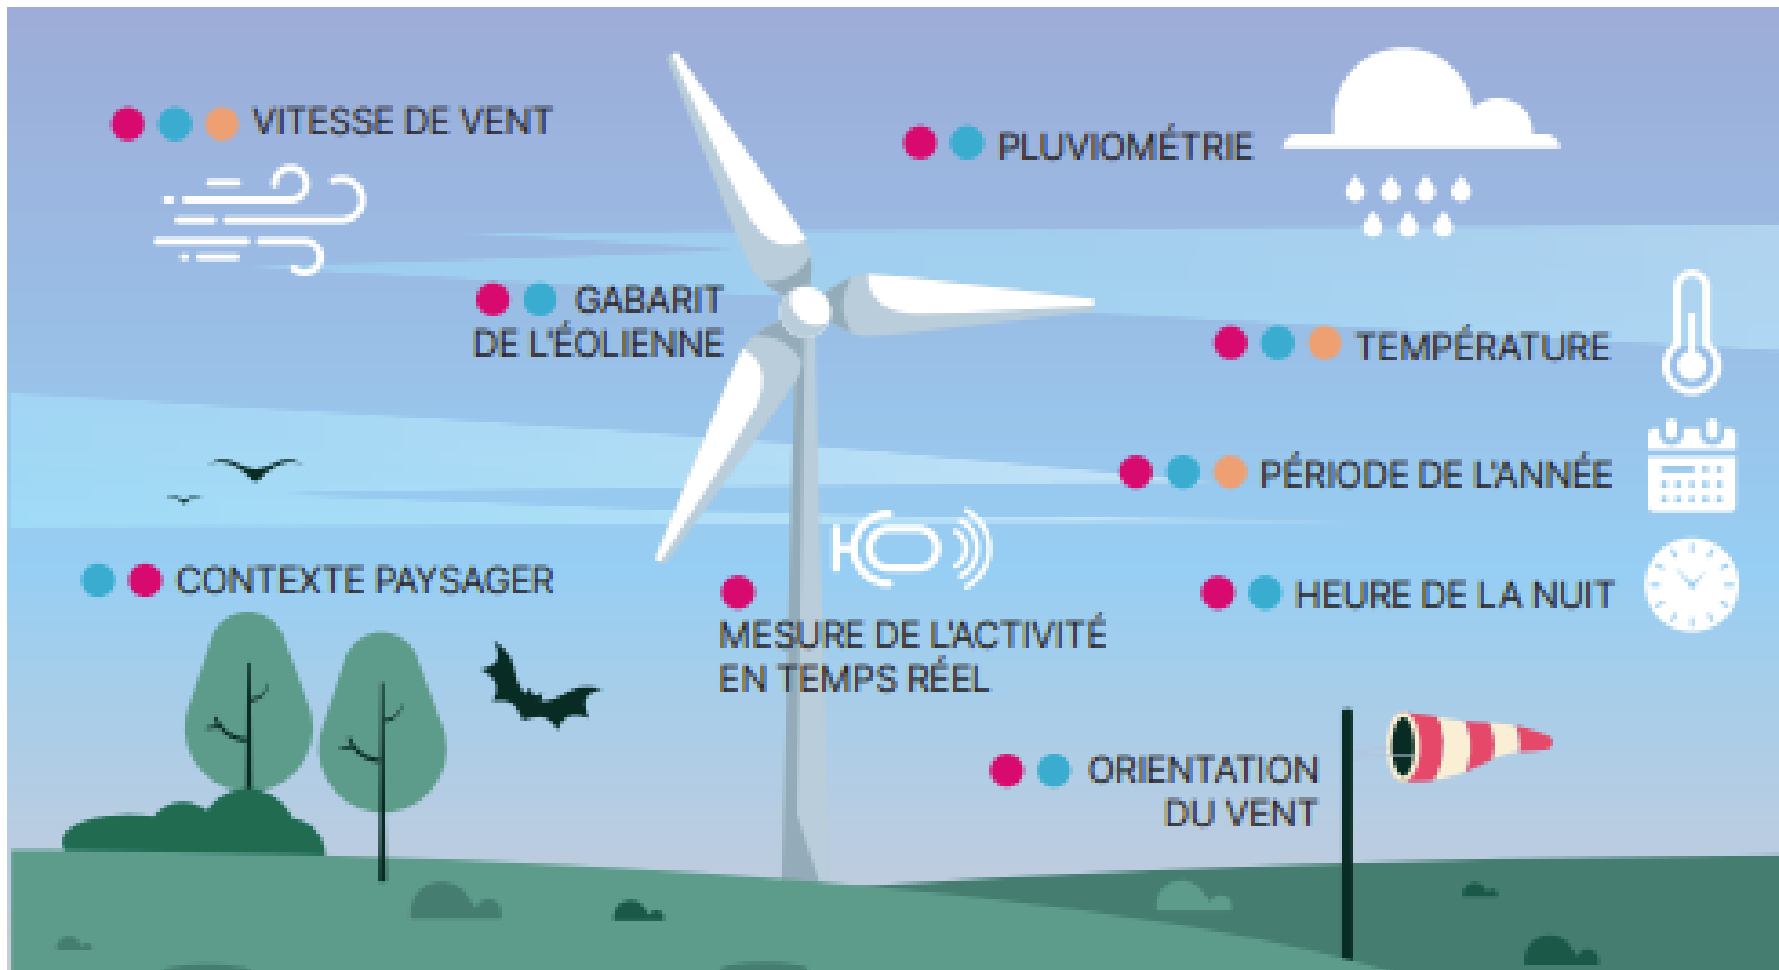 VITESSE DE VENT
PLUVIOMÉTRIE
GABARIT
DE L'ÉOLIENNE
TEMPÉRATURE
PÉRIODE DE L'ANNÉE
CONTEXTE PAYSAGER
HEURE DE LA NUIT
MESURE DE L'ACTIVITÉ
EN TEMPS RÉEL
ORIENTATION
DU VENT